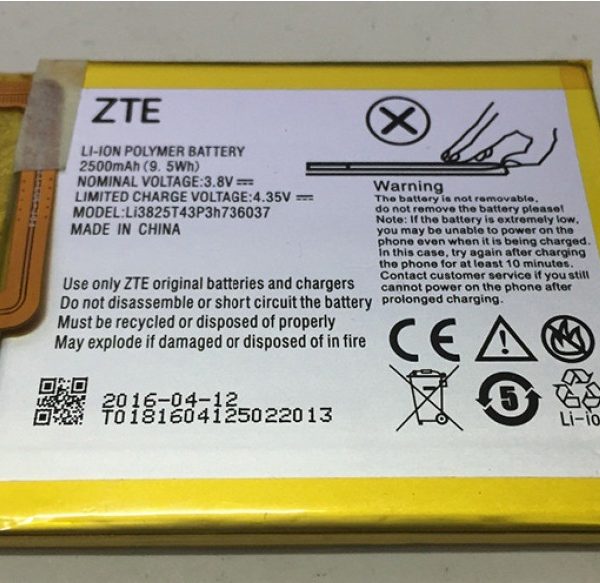 ZTE
LI-ION POLYMER BATTERY
2500mAh (9.5Wh)
NOMINAL VOLTAGE:3.8V
LIMITED CHARGE VOLTAGE:4.35V
MODEL:Li3825T43P3h736037
MADE IN CHINA
Warning
The battery is not removable,
do not remove the battery please!
Note: If the battery is extremely low,
you may be unable to power on the
phone even when it is being charged.
In this case, try again after charging
the phone for at least 10 minutes.
Contact customer service if you still
cannot power on the phone after
prolonged charging.
Use only ZTE original batteries and chargers
Do not disassemble or short circuit the battery
Must be recycled or disposed of properly
May explode if damaged or disposed of in fire
CE
5
Li-io
2016-04-12
T0181604125022013